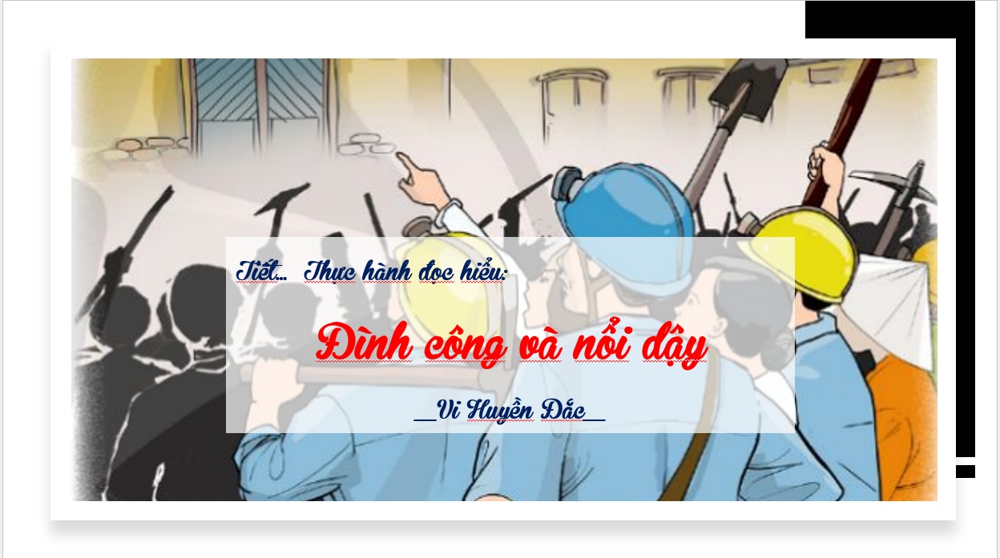 Tiết... Thực hành đọc hiểu:
Đình công và nổi dậy
__Vi Huyền Đắc__